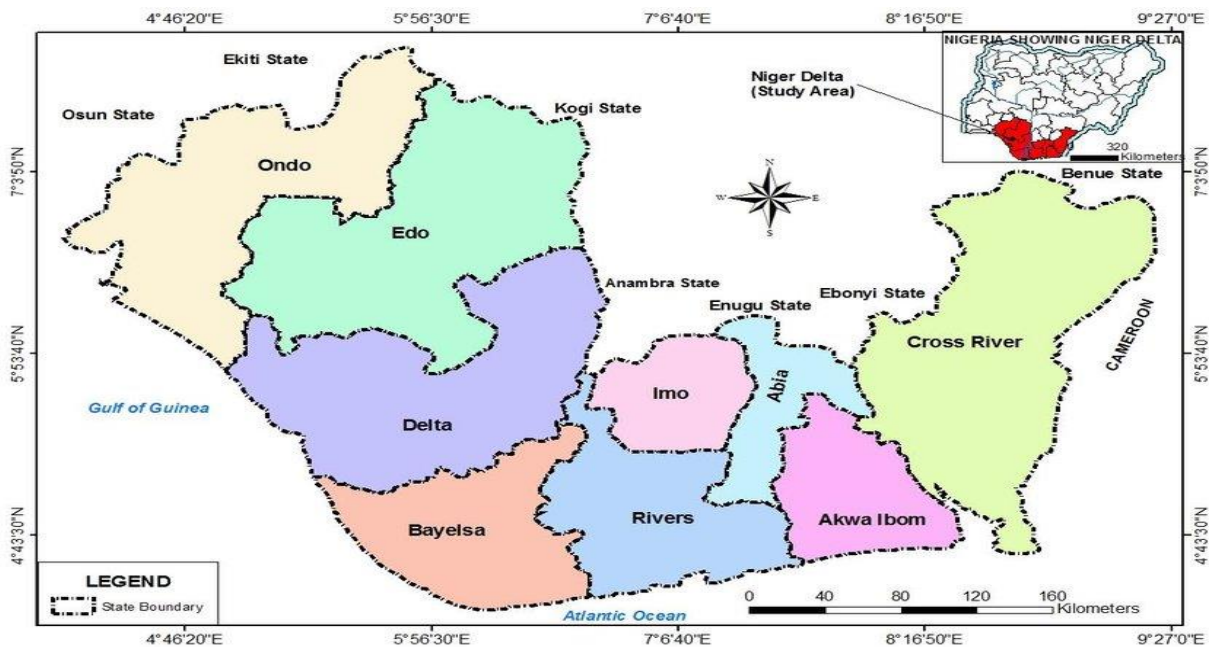 4°46'20"E 5°56'30"E 7°6'40"E 8°16'50"E 9°27'0"E
NIGERIA SHOWING NIGER DELTA
Niger Delta
(Study Area)
320
Kilometers
Ekiti State
Osun State
Kogi State
Ondo
7°3'50"N
7°3'50"N
Benue State
N
W E
S
Edo
Anambra State
Enugu State
Ebonyi State
CAMEROON
5°53'40"N
5°53'40"N
Cross River
Imo
Abia
Gulf of Guinea
Delta
Bayelsa
Rivers
Akwa Ibom
4°43'30"N
4°43'30"N
LEGEND
State Boundary
Atlantic Ocean
0 40 80 120 160
Kilometers
4°46'20"E 5°56'30"E 7°6'40"E 8°16'50"E 9°27'0"E